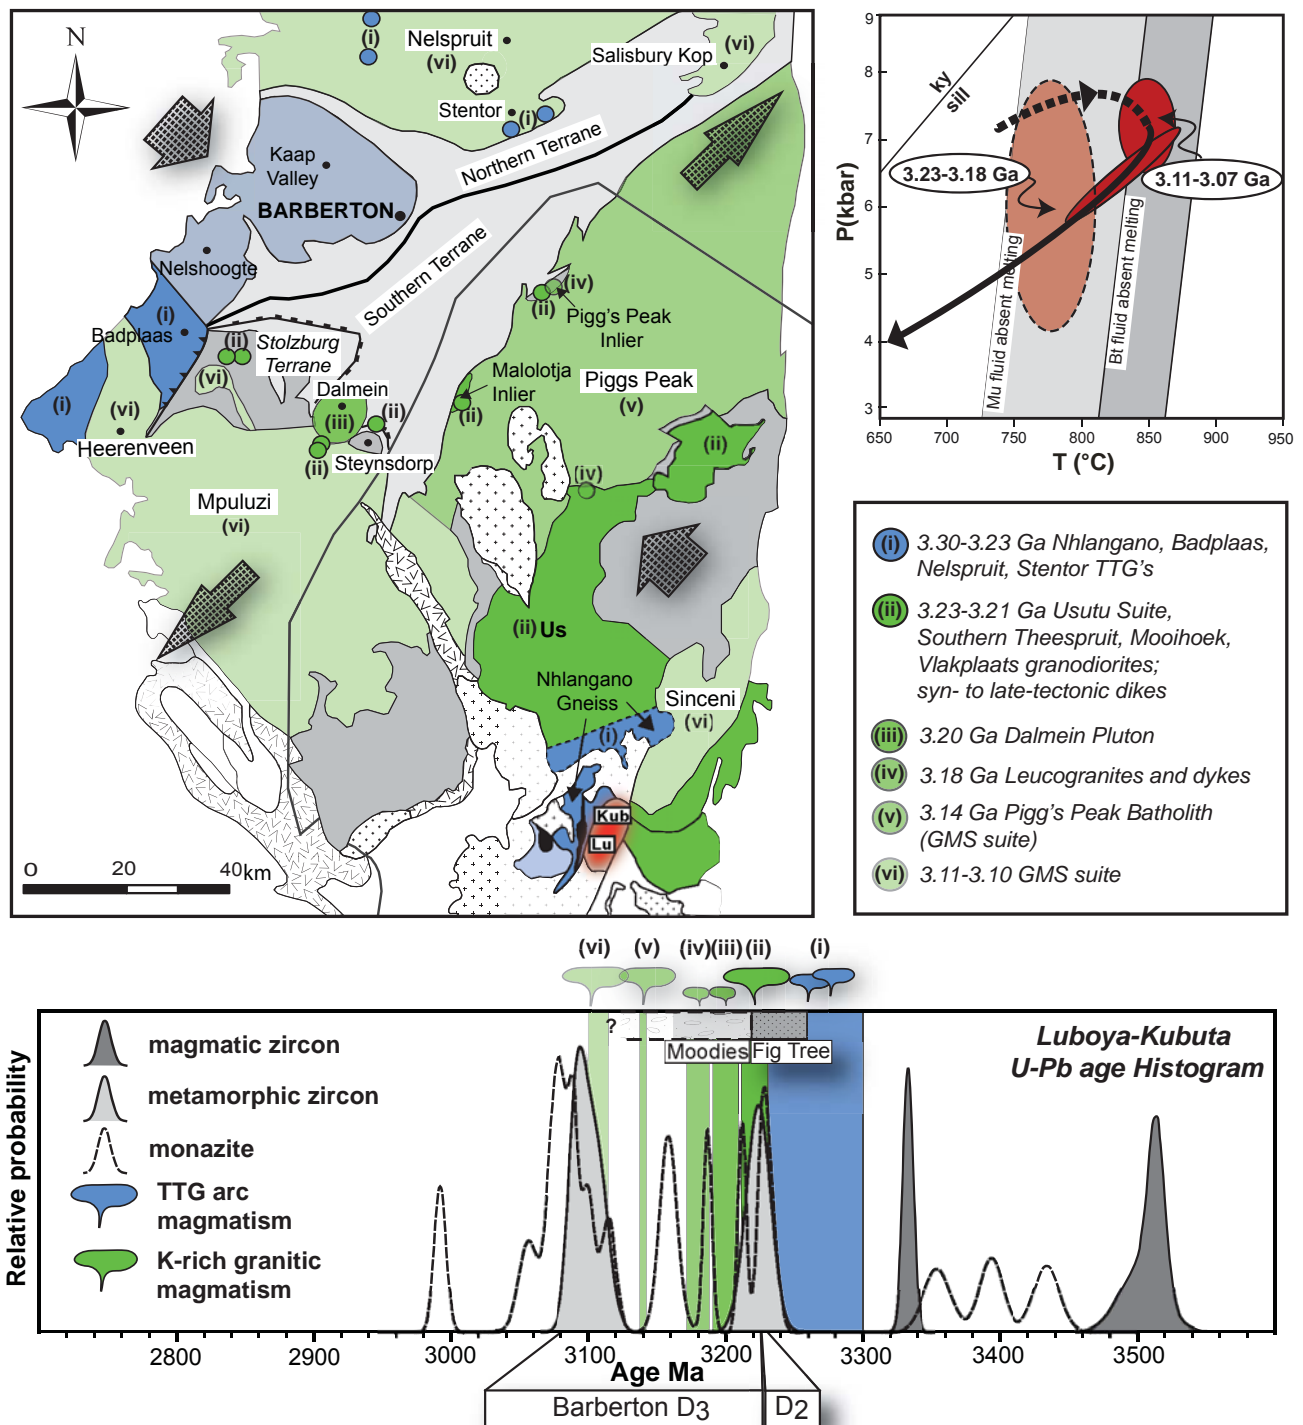 N
(i)
Nelspruit
(vi)
Salisbury Kop
(vi)
Stentor
(i)
Northern Terrane
Kaap
Valley
BARBERTON
Nelshoogte
Southern Terrane
(i)
Badplaas
(ii)
Stolzburg
Terrane
(iv)
(ii)
Pigg's Peak
Inlier
Malolotja
Inlier
(ii)
Piggs Peak
(v)
(vi)
Dalmein
(iii)
(ii)
(i)
(vi)
Heerenveen
(ii)
Steynsdorp
(iv)
(ii)
Mpuluzi
(vi)
(ii) Us
Nhlangano
Gneiss
Sinceni
(vi)
(i)
Kub
Lu
0 20 40km
9
8
7
6
5
4
3
P(kbar)
ky
sill
3.23-3.18 Ga
3.11-3.07 Ga
Mu fluid absent melting
Bt fluid absent melting
650 700 750 800 850 900 950
T (°C)
(i) 3.30-3.23 Ga Nhlangano, Badplaas,
Nelspruit, Stentor TTG's
(ii) 3.23-3.21 Ga Usutu Suite,
Southern Theespruit, Mooihoek,
Vlakplaats granodiorites;
syn- to late-tectonic dikes
(iii) 3.20 Ga Dalmein Pluton
(iv) 3.18 Ga Leucogranites and dykes
(v) 3.14 Ga Pigg's Peak Batholith
(GMS suite)
(vi) 3.11-3.10 GMS suite
(vi) (v) (iv) (iii) (ii) (i)
?
Moodies Fig Tree
Luboya-Kubuta
U-Pb age Histogram
Relative probability
magmatic zircon
metamorphic zircon
monazite
TTG arc
magmatism
K-rich granitic
magmatism
2800 2900 3000 3100 3200 3300 3400 3500
Age Ma
Barberton D3 D2